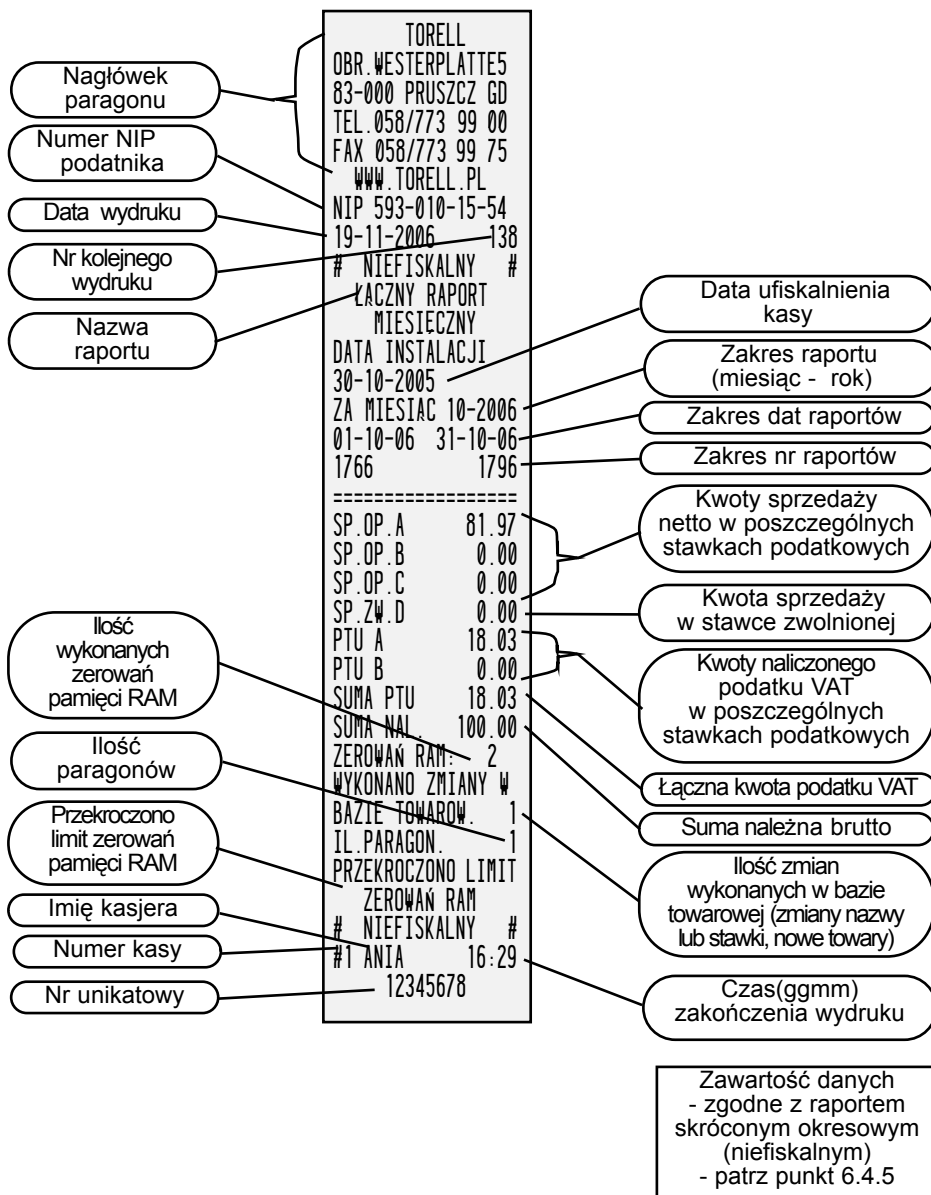 TORELL
OBR.WESTERPLATTE5
83-000 PRUSZCZ GD
TEL.058/773 99 00
FAX 058/773 99 75
WWW.TORELL.PL
NIP 593-010-15-54
19-11-2006 138
# NIEFISKALNY #
ŁĄCZNY RAPORT
MIESIĘCZNY
DATA INSTALACJI
30-10-2005
ZA MIESIĄC 10-2006
01-10-06 31-10-06
1766 1796
==================
SP.OP.A 81.97
SP.OP.B 0.00
SP.OP.C 0.00
SP.ZW.D 0.00
PTU A 18.03
PTU B 0.00
SUMA PTU 18.03
SUMA NAL. 100.00
ZEROWAń RAM: 2
WYKONANO ZMIANY W
BAZIE TOWARÓW. 1
IL.PARAGON. 1
PRZEKROCZONO LIMIT
ZEROWAń RAM
# NIEFISKALNY #
#1 ANIA 16:29
12345678
Nagłówek
paragonu
Numer NIP
podatnika
Data wydruku
Nr kolejnego
wydruku
Nazwa
raportu
Ilość
wykonanych
zerowań
pamięci RAM
Ilość
paragonów
Przekroczono
limit zerowań
pamięci RAM
Imię kasjera
Numer kasy
Nr unikatowy
Data ufiskalnienia
kasy
Zakres raportu
(miesiąc - rok)
Zakres dat raportów
Zakres nr raportów
Kwoty sprzedaży
netto w poszczególnych
stawkach podatkowych
Kwota sprzedaży
w stawce zwolnionej
Kwoty naliczonego
podatku VAT
w poszczególnych
stawkach podatkowych
Łączna kwota podatku VAT
Suma należna brutto
Ilość zmian
wykonanych w bazie
towarowej (zmiany nazwy
lub stawki, nowe towary)
Czas(ggmm)
zakończenia wydruku
Zawartość danych
- zgodne z raportem
skróconym okresowym
(niefiskalnym)
- patrz punkt 6.4.5